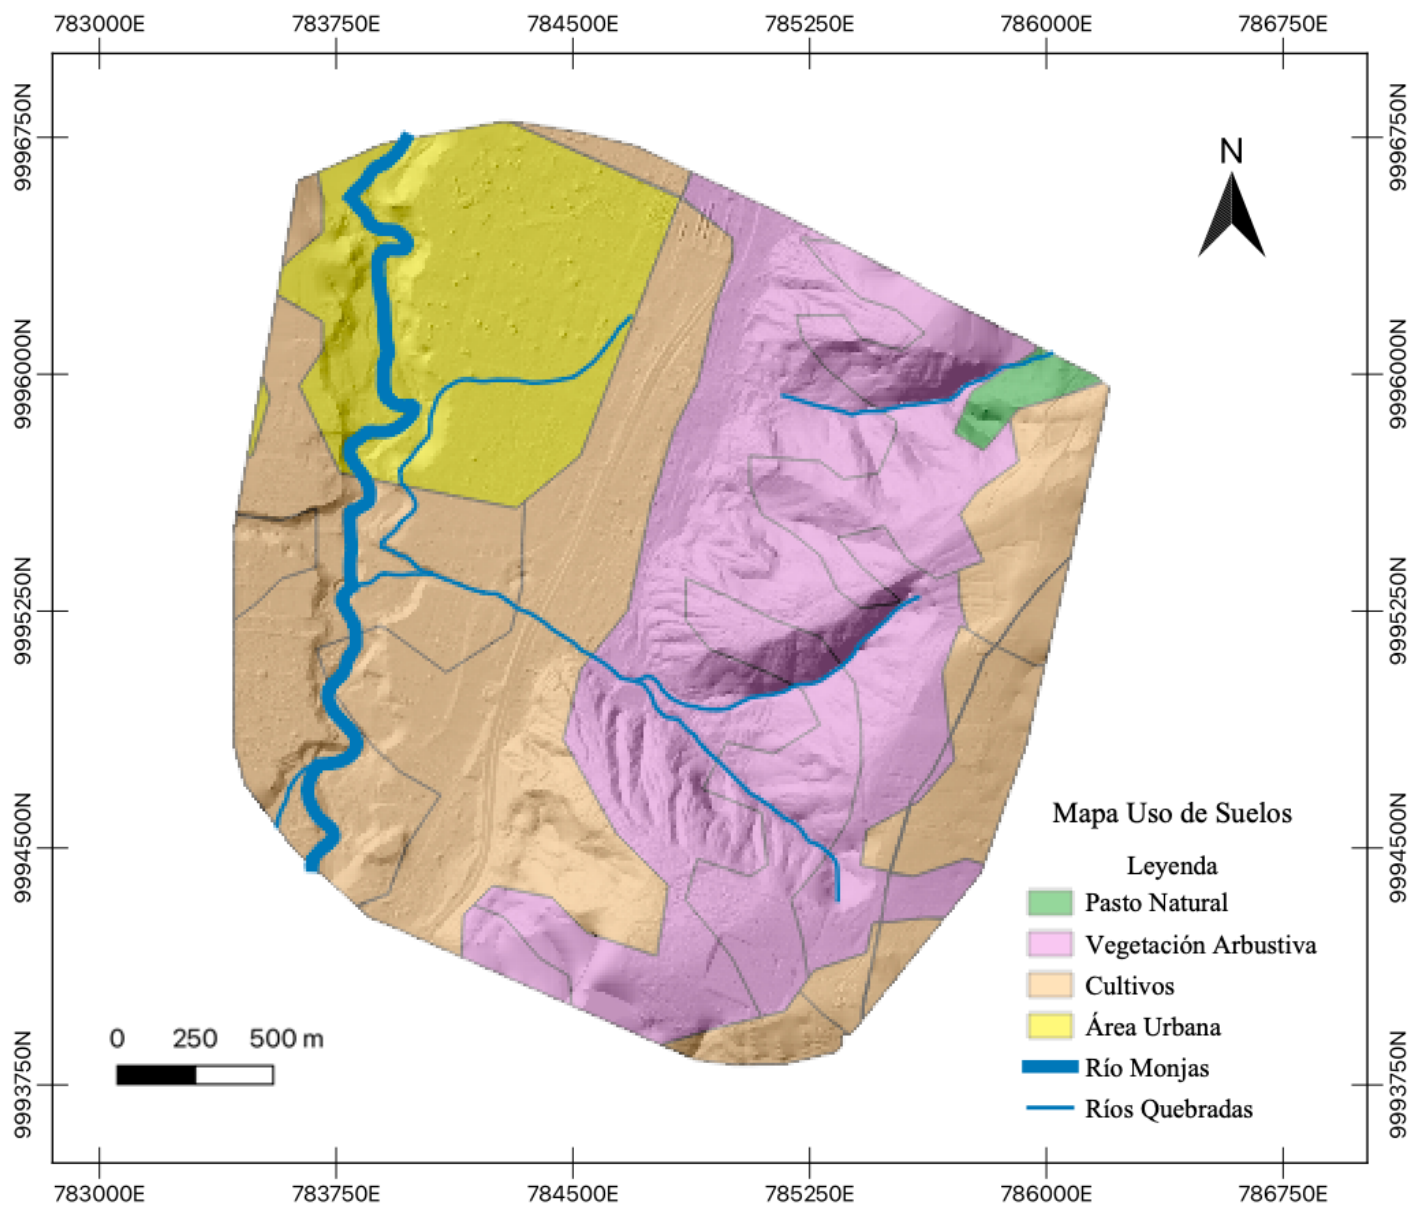 783000E 783750E 784500E 785250E 786000E 786750E
9996750N 9996750N
N
9996000N 9996000N
9995250N 9995250N
9994500N 9994500N
Mapa Uso de Suelos
Leyenda
Pasto Natural
Vegetación Arbustiva
Cultivos
Área Urbana
0 250 500 m
Río Monjas
Ríos Quebradas
9993750N 9993750N
783000E 783750E 784500E 785250E 786000E 786750E